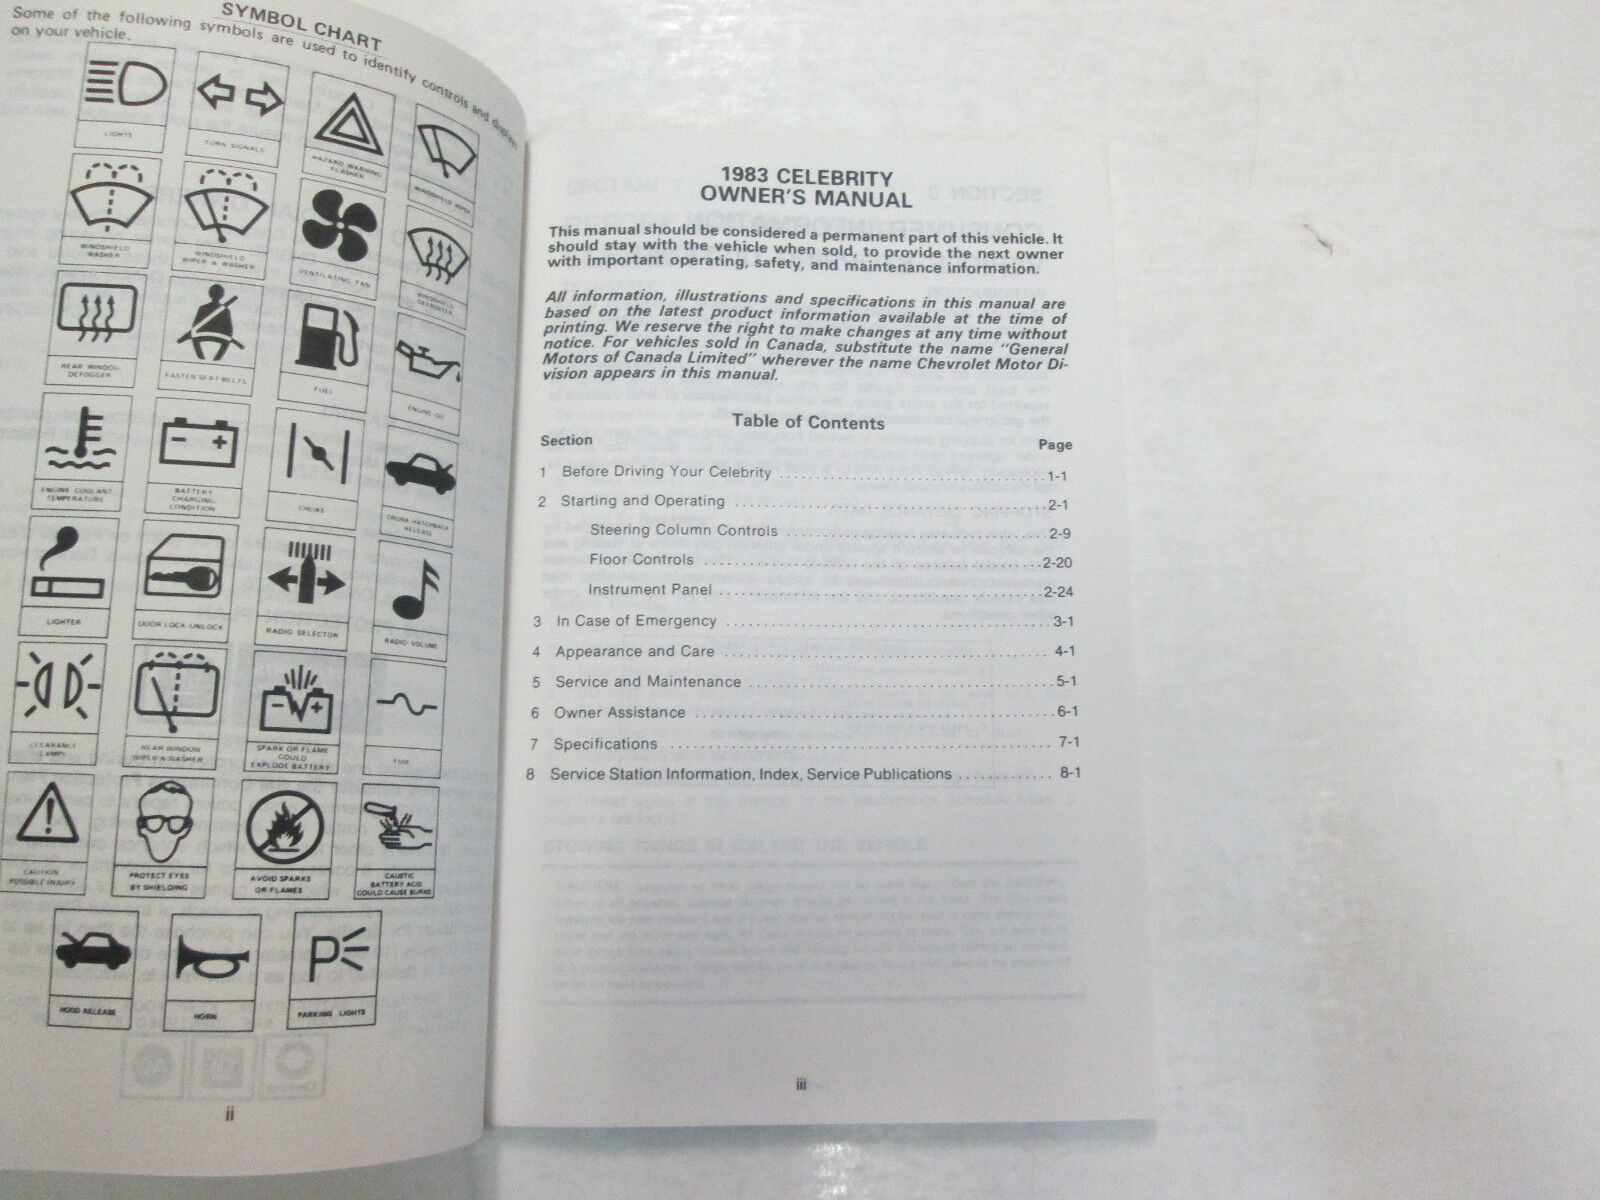 SYMBOL CHART
Some of the following symbols are used to identify controls and displays
on your vehicle.
LIGHTS
TURN SIGNALS
HAZARD WARNING
FLASHER
WINDSHIELD WIPER
WINDSHIELD
WASHER
WINDSHIELD
WIPER & WASHER
VENTILATING FAN
WINDSHIELD
DEFROSTER
REAR WINDOW
DEFOGGER
FASTEN SEAT BELTS
FUEL
ENGINE OIL
ENGINE COOLANT
TEMPERATURE
BATTERY
CHARGING
CONDITION
CHOKE
TRUNK/HATCHBACK
RELEASE
LIGHTER
DOOR LOCK UNLOCK
RADIO SELECTOR
RADIO VOLUME
CLEARANCE
LAMPS
REAR WINDOW
WIPER & WASHER
SPARK OR FLAME
COULD
EXPLODE BATTERY
FUSE
CAUTION
POSSIBLE INJURY
PROTECT EYES
BY SHIELDING
AVOID SPARKS
OR FLAMES
CAUSTIC
BATTERY ACID
COULD CAUSE BURNS
P
HOOD RELEASE
HORN
PARKING LIGHTS
ii
1983 CELEBRITY
OWNER'S MANUAL
This manual should be considered a permanent part of this vehicle. It
should stay with the vehicle when sold, to provide the next owner
with important operating, safety, and maintenance information.
All information, illustrations and specifications in this manual are
based on the latest product information available at the time of
printing. We reserve the right to make changes at any time without
notice. For vehicles sold in Canada, substitute the name "General
Motors of Canada Limited" wherever the name Chevrolet Motor Di-
vision appears in this manual.
Table of Contents
Section Page
1 Before Driving Your Celebrity ..... 1-1
2 Starting and Operating ..... 2-1
Steering Column Controls ..... 2-9
Floor Controls ..... 2-20
Instrument Panel ..... 2-24
3 In Case of Emergency ..... 3-1
4 Appearance and Care ..... 4-1
5 Service and Maintenance ..... 5-1
6 Owner Assistance ..... 6-1
7 Specifications ..... 7-1
8 Service Station Information, Index, Service Publications ..... 8-1
iii